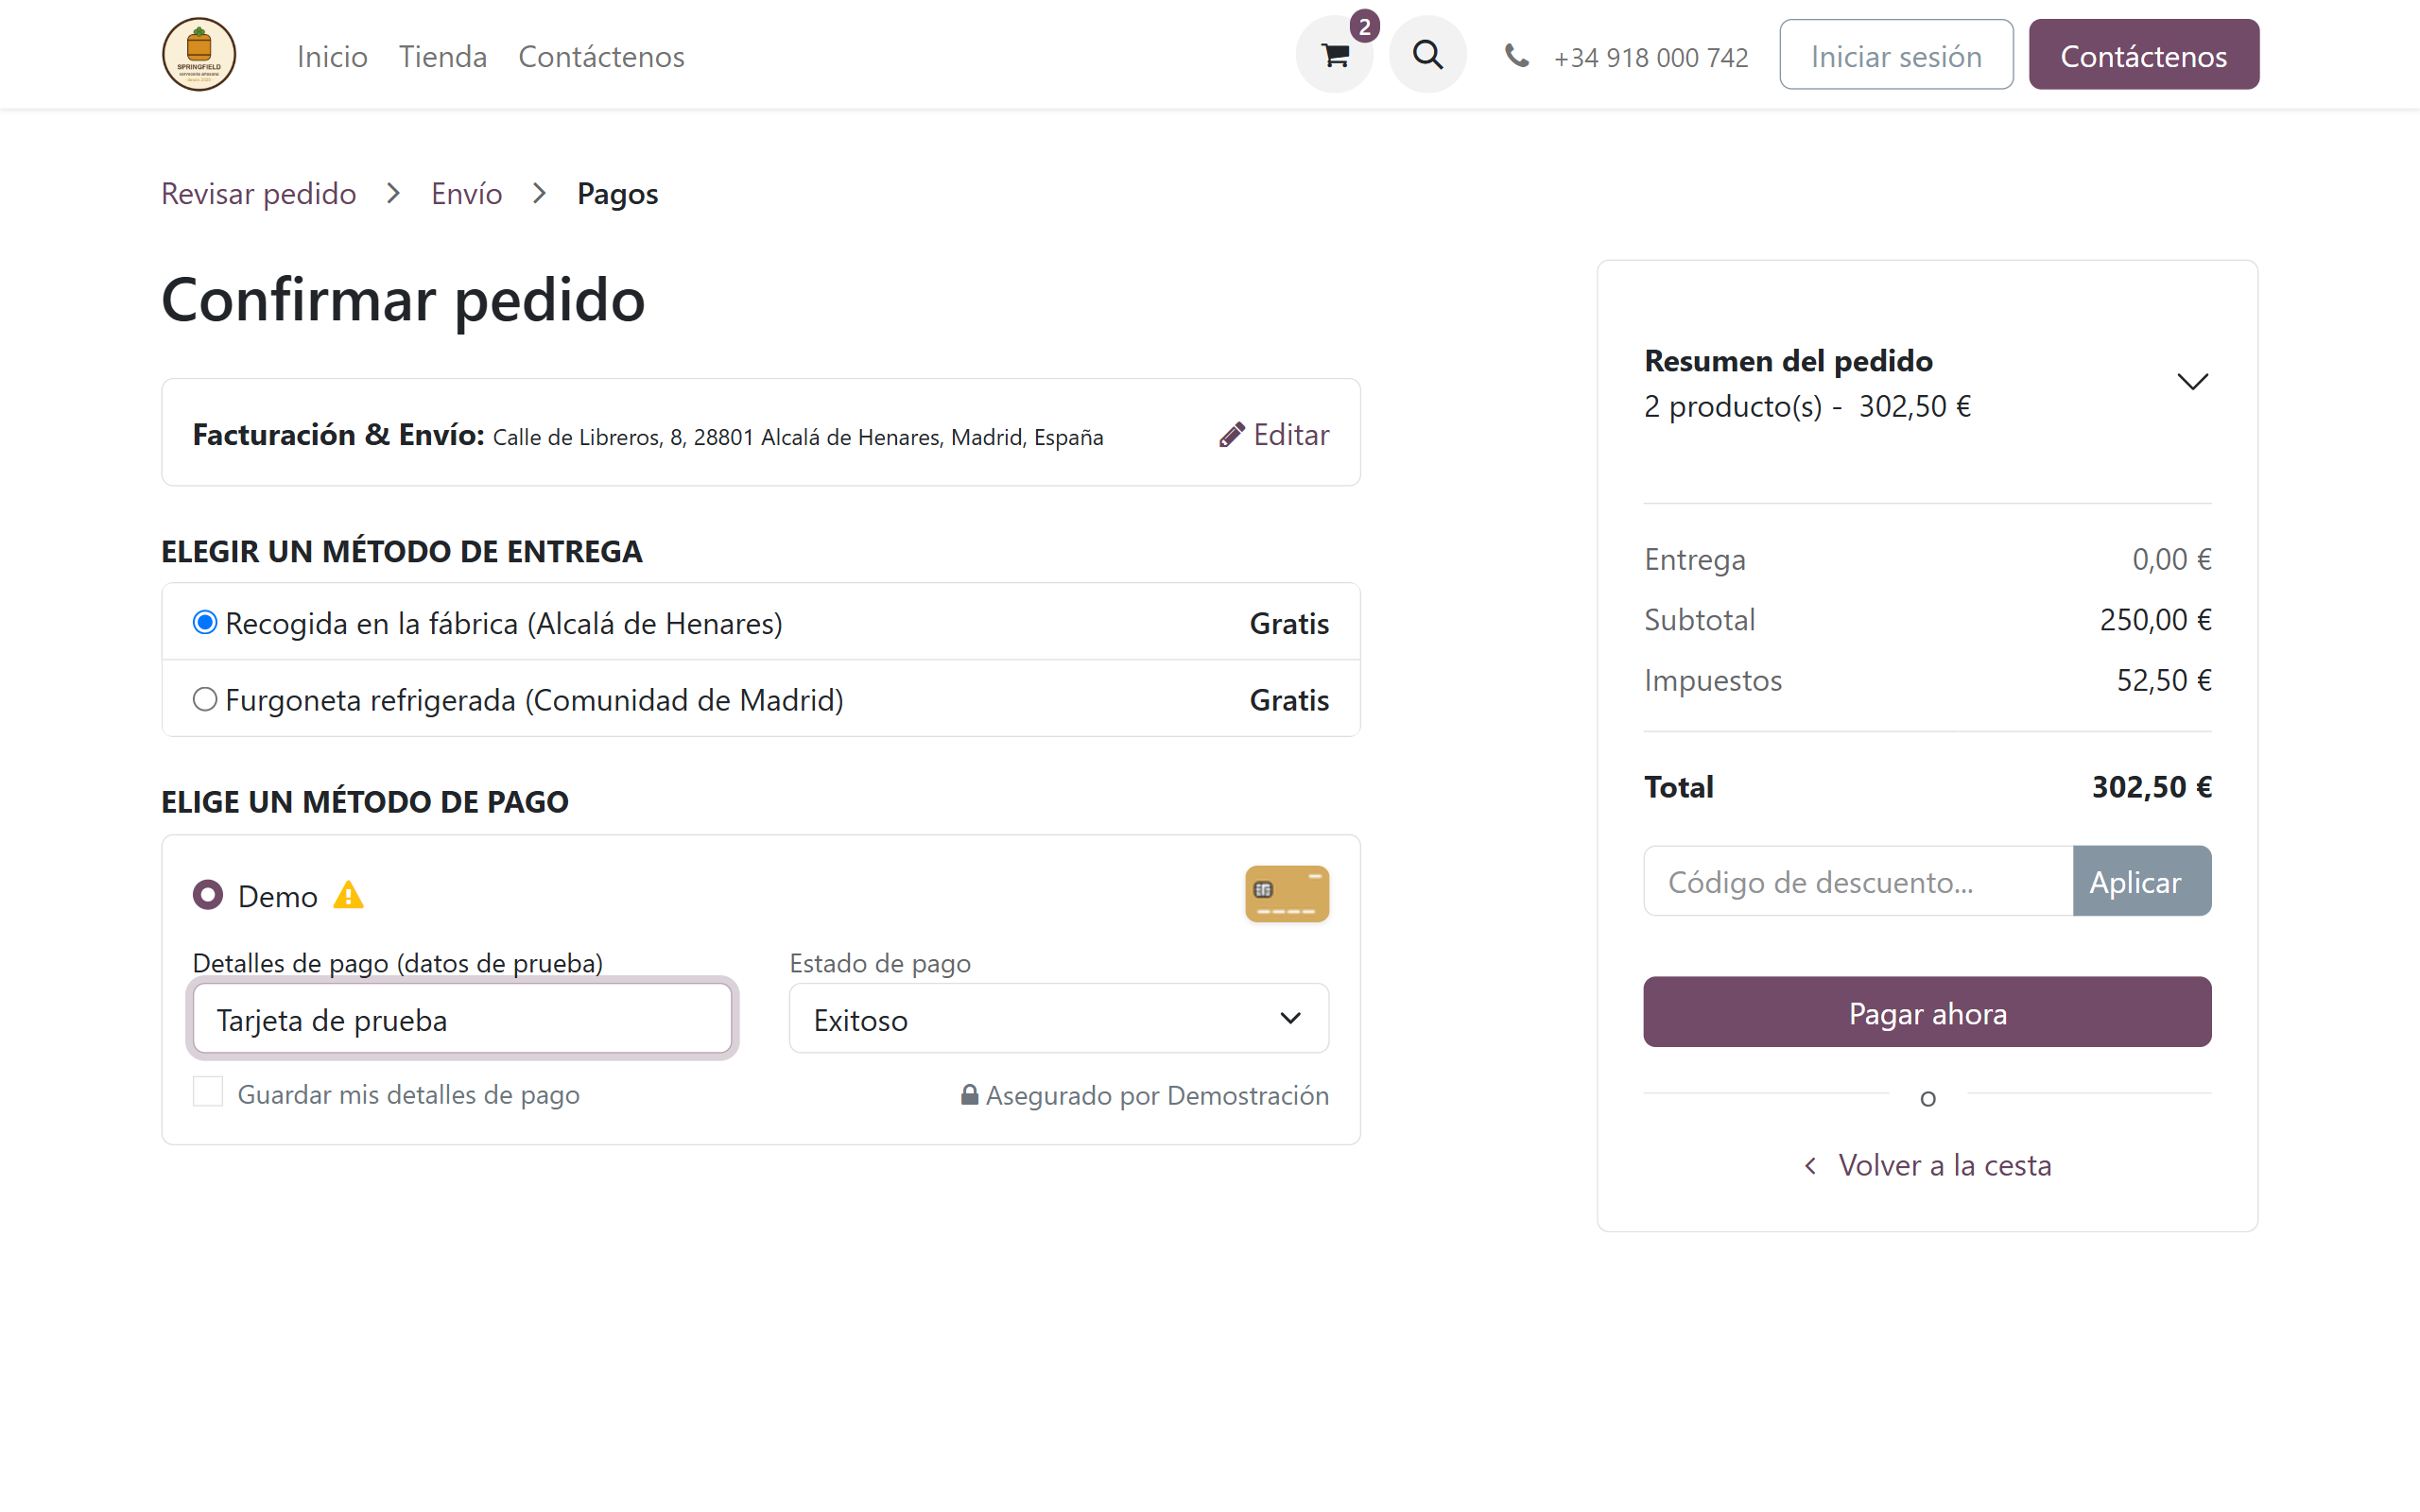 SPRINGFIELD
Inicio
Tienda
Contáctenos
2
+34 918 000 742
Iniciar sesión
Contáctenos
Revisar pedido
Envío
Pagos
Confirmar pedido
Facturación & Envío: Calle de Libreros, 8, 28801 Alcalá de Henares, Madrid, España
Editar
ELEGIR UN MÉTODO DE ENTREGA
Recogida en la fábrica (Alcalá de Henares) Gratis
Furgoneta refrigerada (Comunidad de Madrid) Gratis
ELIGE UN MÉTODO DE PAGO
Demo
Detalles de pago (datos de prueba)
Tarjeta de prueba
Estado de pago
Exitoso
Guardar mis detalles de pago
Asegurado por Demostración
Resumen del pedido
2 producto(s) - 302,50 €
Entrega 0,00 €
Subtotal 250,00 €
Impuestos 52,50 €
Total 302,50 €
Código de descuento...
Aplicar
Pagar ahora
o
Volver a la cesta